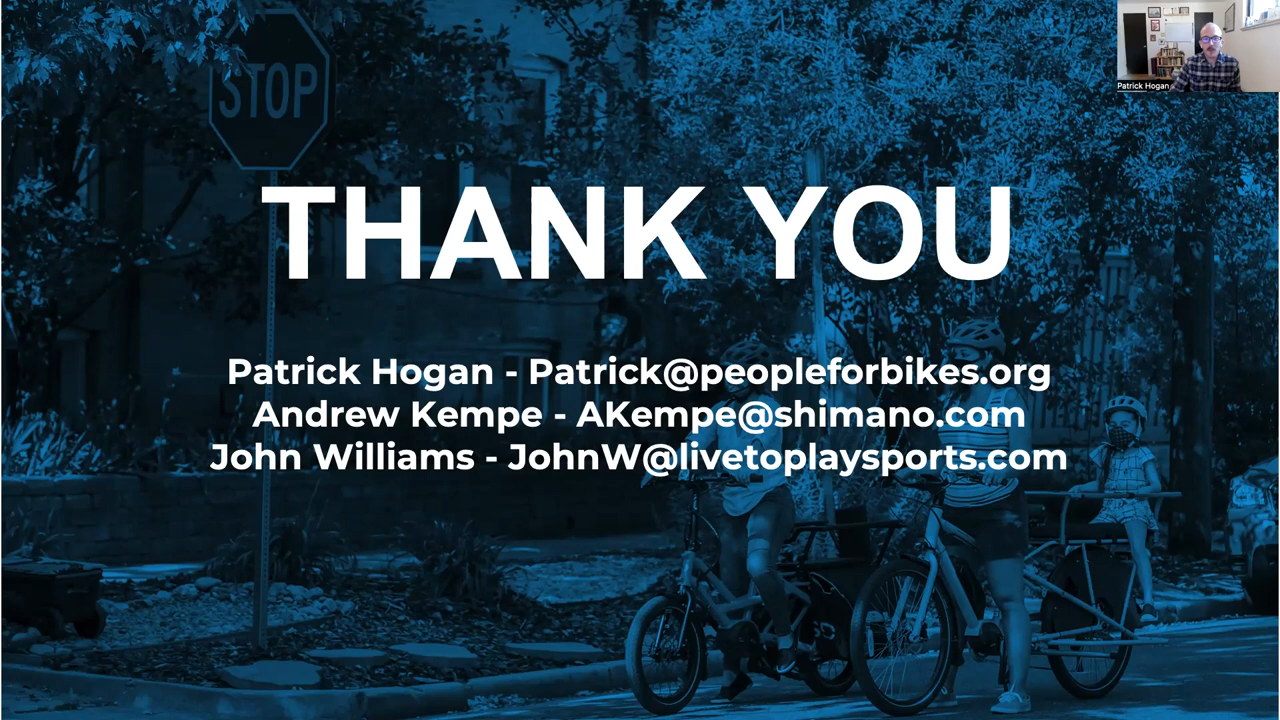 Patrick Hogan
STOP
THANK YOU
Patrick Hogan - Patrick@peopleforbikes.org
Andrew Kempe - AKempe@shimano.com
John Williams - JohnW@livetoplaysports.com